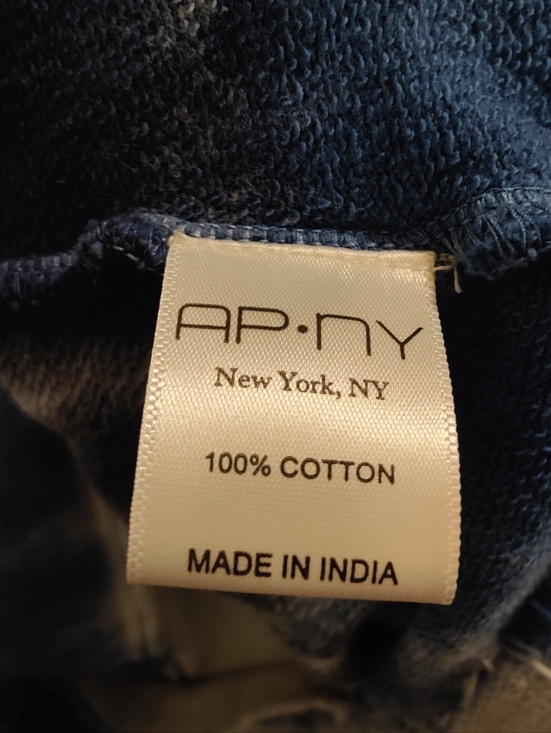 AP·NY
New York, NY
100% COTTON
MADE IN INDIA